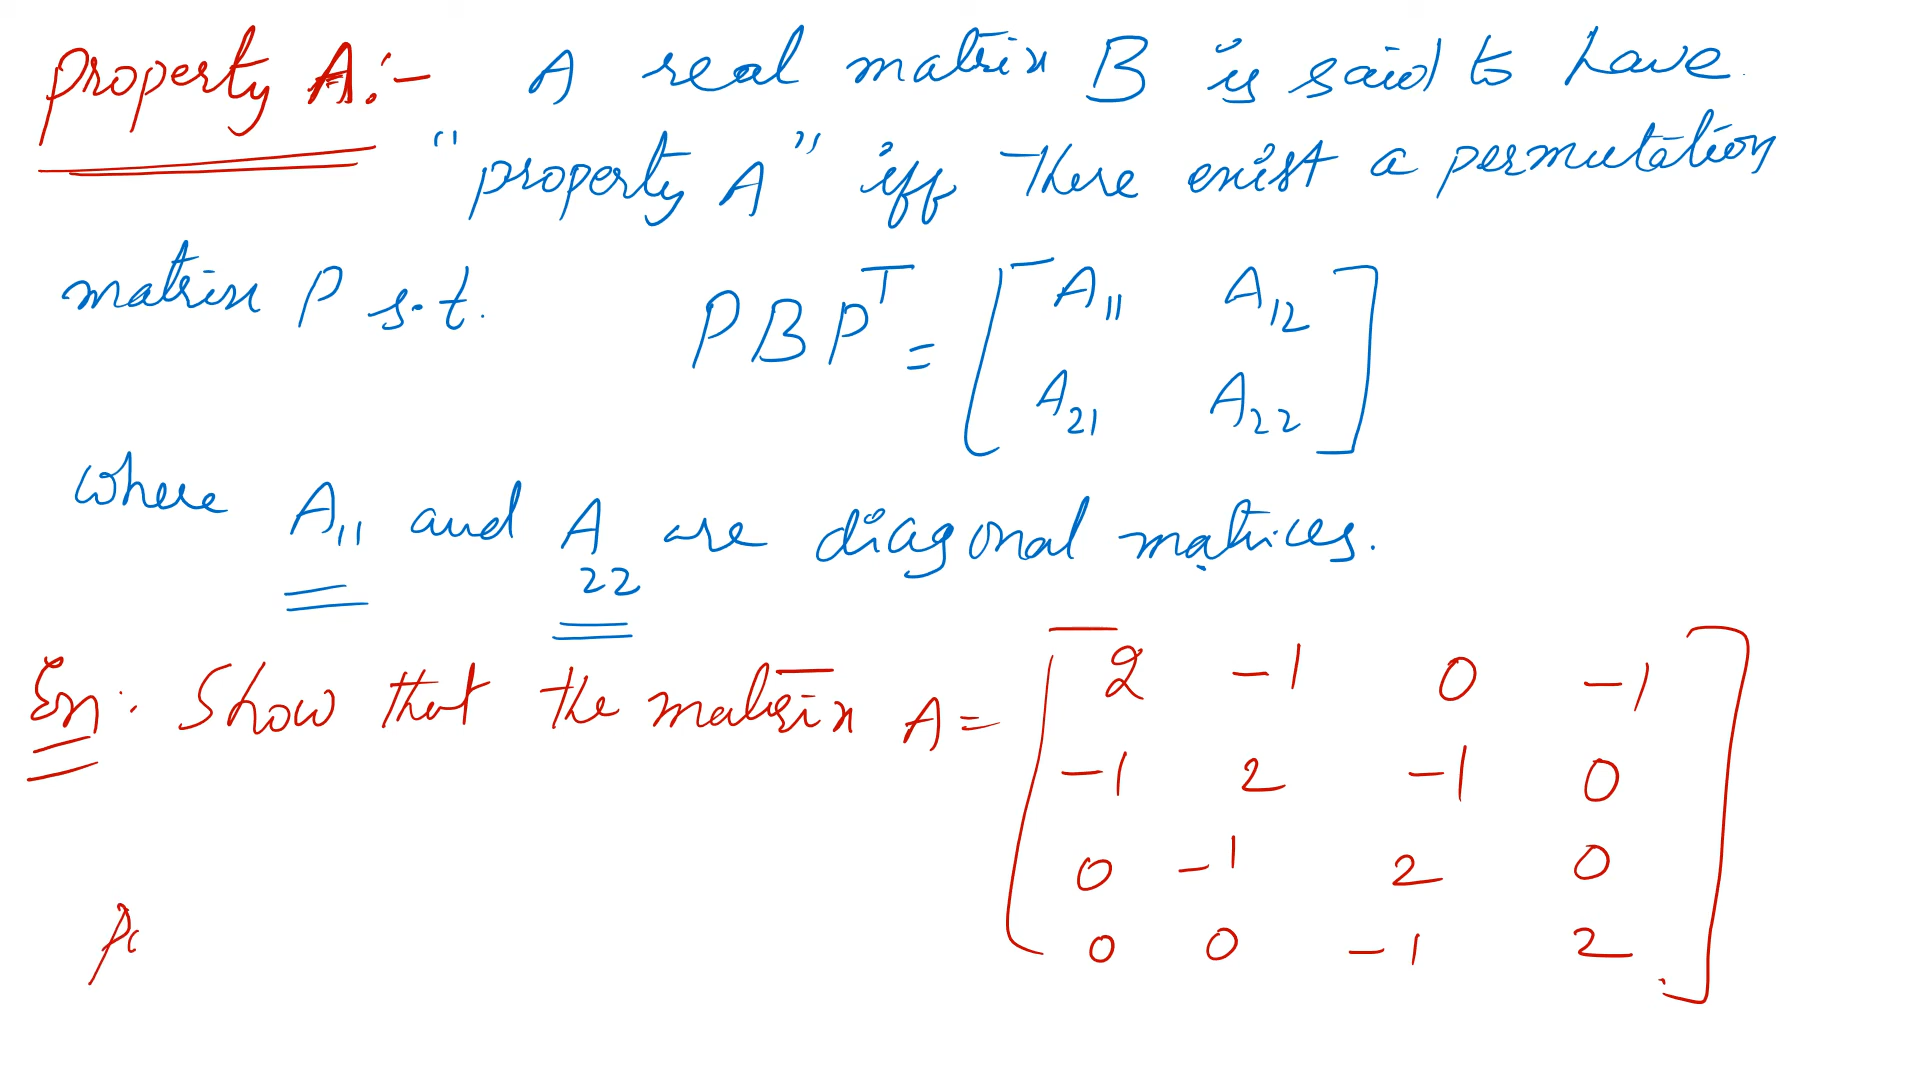 Property A:- A real matrix B is said to have
"property A" iff there exist a permutation
matrix P s.t. PBP^T = [ A11 A12
A21 A22 ]
where A11 and A22 are diagonal matrices.
Ex: Show that the matrix A = [ 2 -1 0 -1
-1 2 -1 0
0 -1 2 0
0 0 -1 2 ]